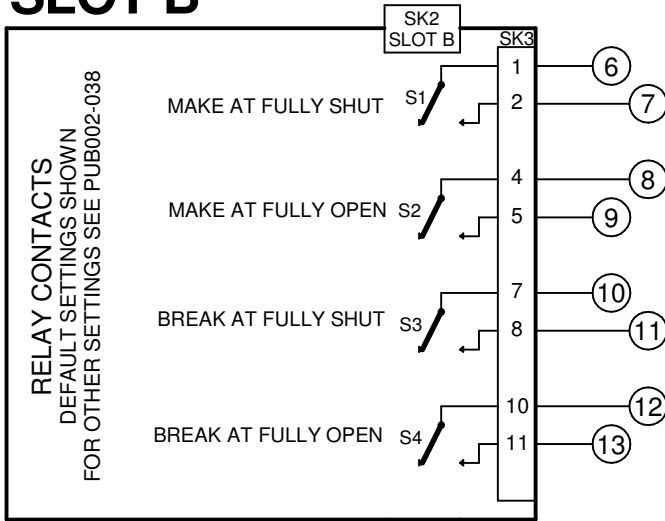 SLOT B
SK2
SLOT B
SK3
RELAY CONTACTS
DEFAULT SETTINGS SHOWN
FOR OTHER SETTINGS SEE PUB002-038
MAKE AT FULLY SHUT S1 1 6
2 7
MAKE AT FULLY OPEN S2 4 8
5 9
BREAK AT FULLY SHUT S3 7 10
8 11
BREAK AT FULLY OPEN S4 10 12
11 13